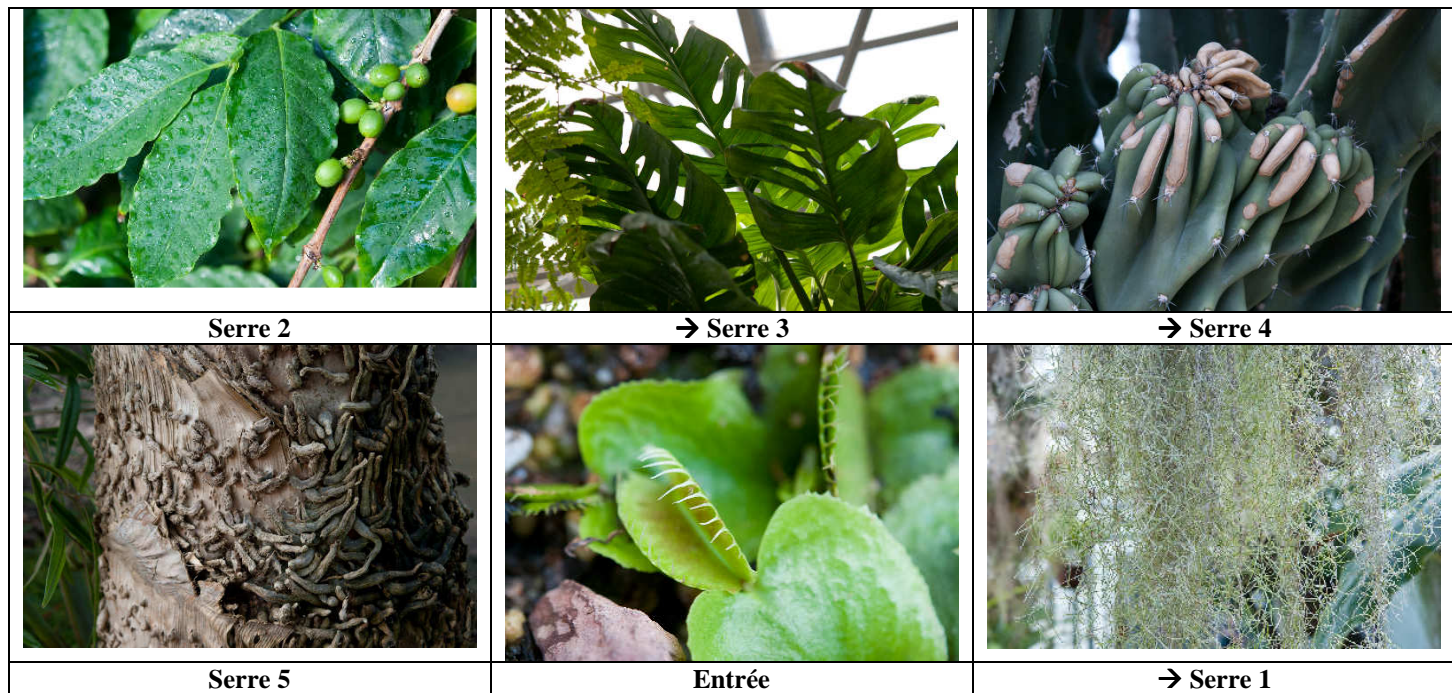 Serre 2
→ Serre 3
→ Serre 4
Serre 5
Entrée
→ Serre 1